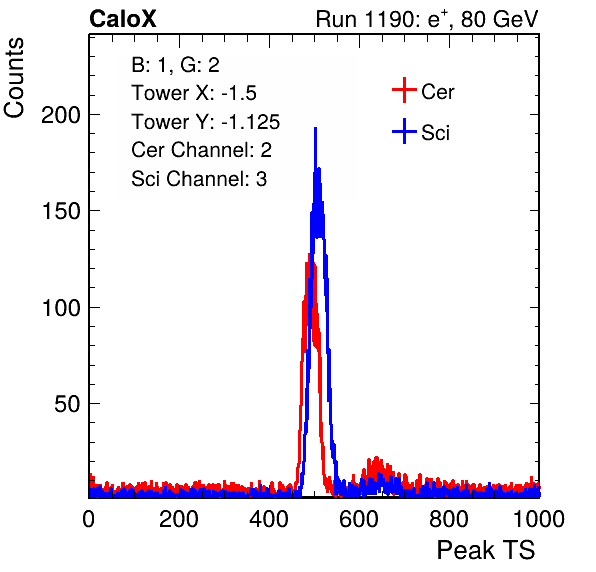 CaloX Run 1190: e⁺, 80 GeV
Counts
B: 1, G: 2
Tower X: -1.5
Tower Y: -1.125
Cer Channel: 2
Sci Channel: 3
Cer
Sci
200
150
100
50
0 200 400 600 800 1000
Peak TS